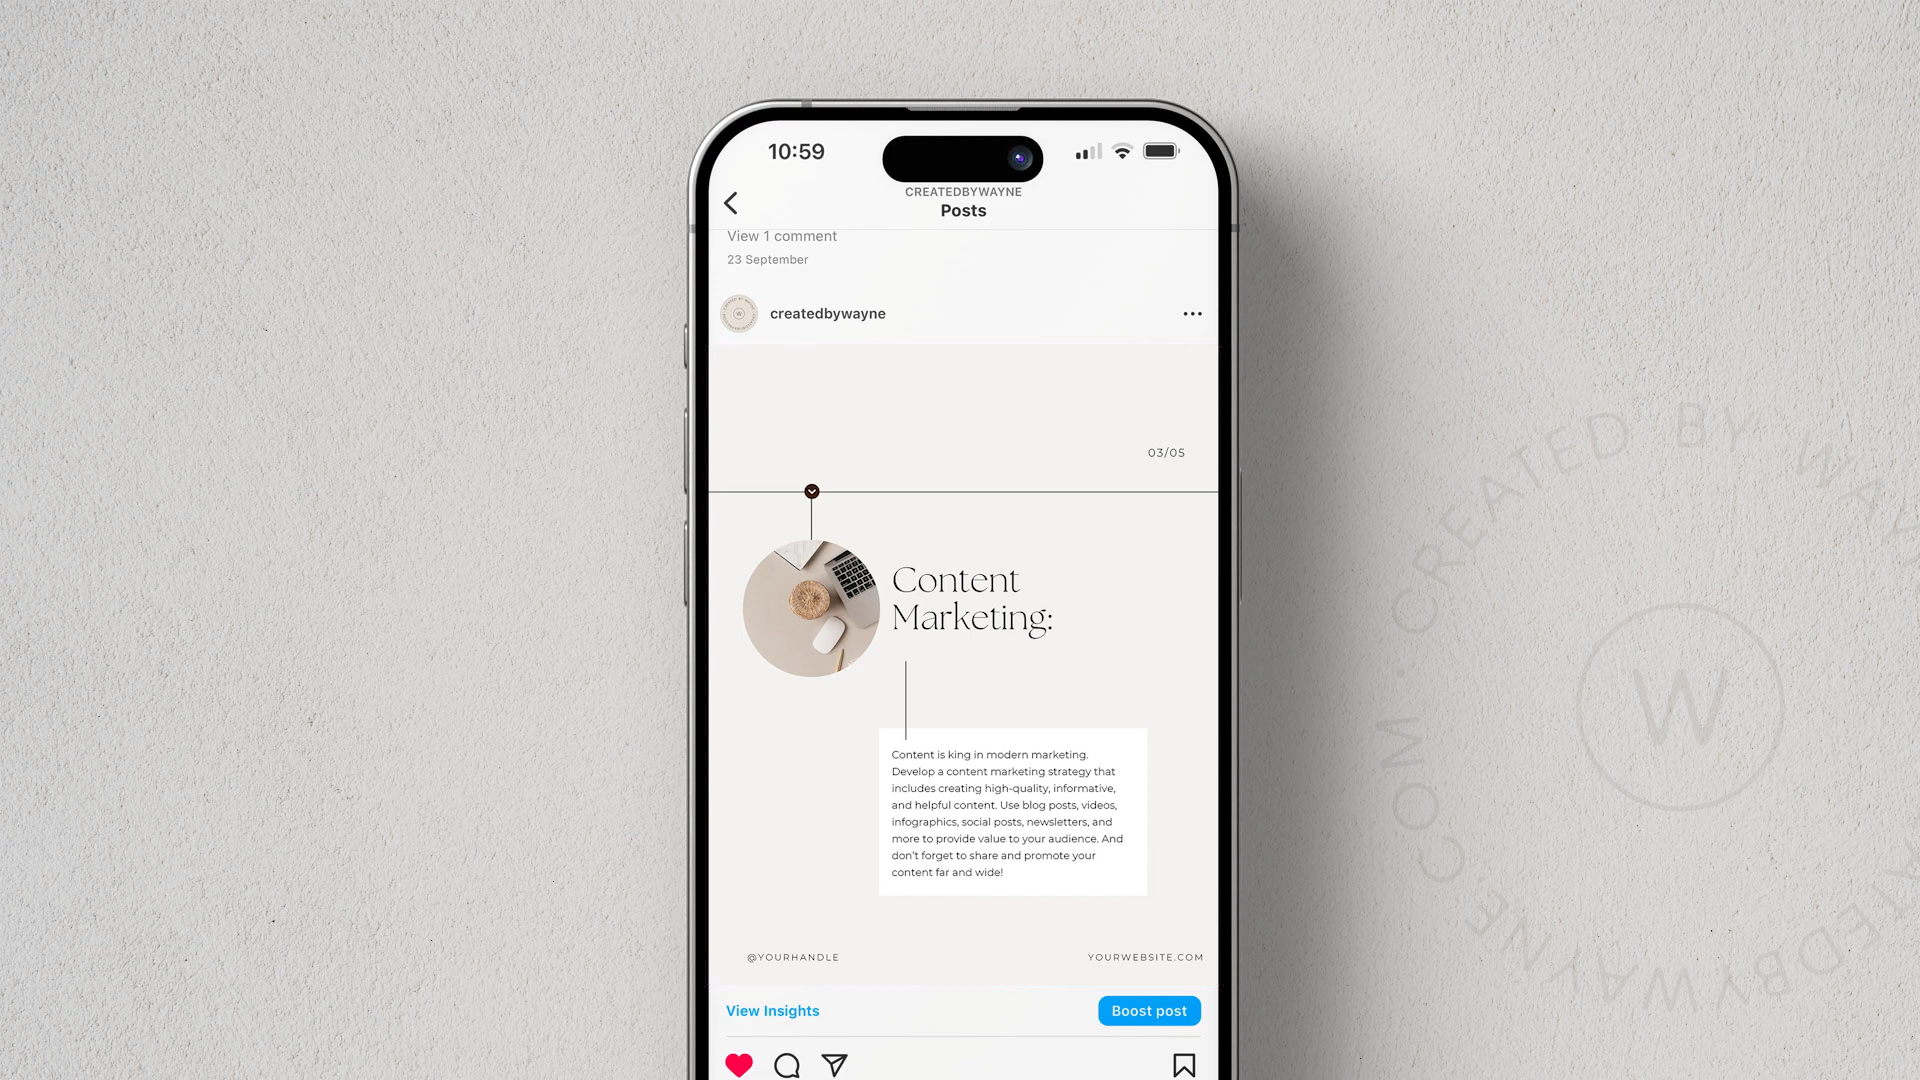 10:59
CREATEDBYWAYNE
Posts
View 1 comment
23 September
createdbywayne
03/05
Content
Marketing:
Content is king in modern marketing.
Develop a content marketing strategy that
includes creating high-quality, informative,
and helpful content. Use blog posts, videos,
infographics, social posts, newsletters, and
more to provide value to your audience. And
don't forget to share and promote your
content far and wide!
@YOURHANDLE
YOURWEBSITE.COM
View Insights
Boost post
CREATED BY WAYNE
W
CREATEDBYWAYNE.COM